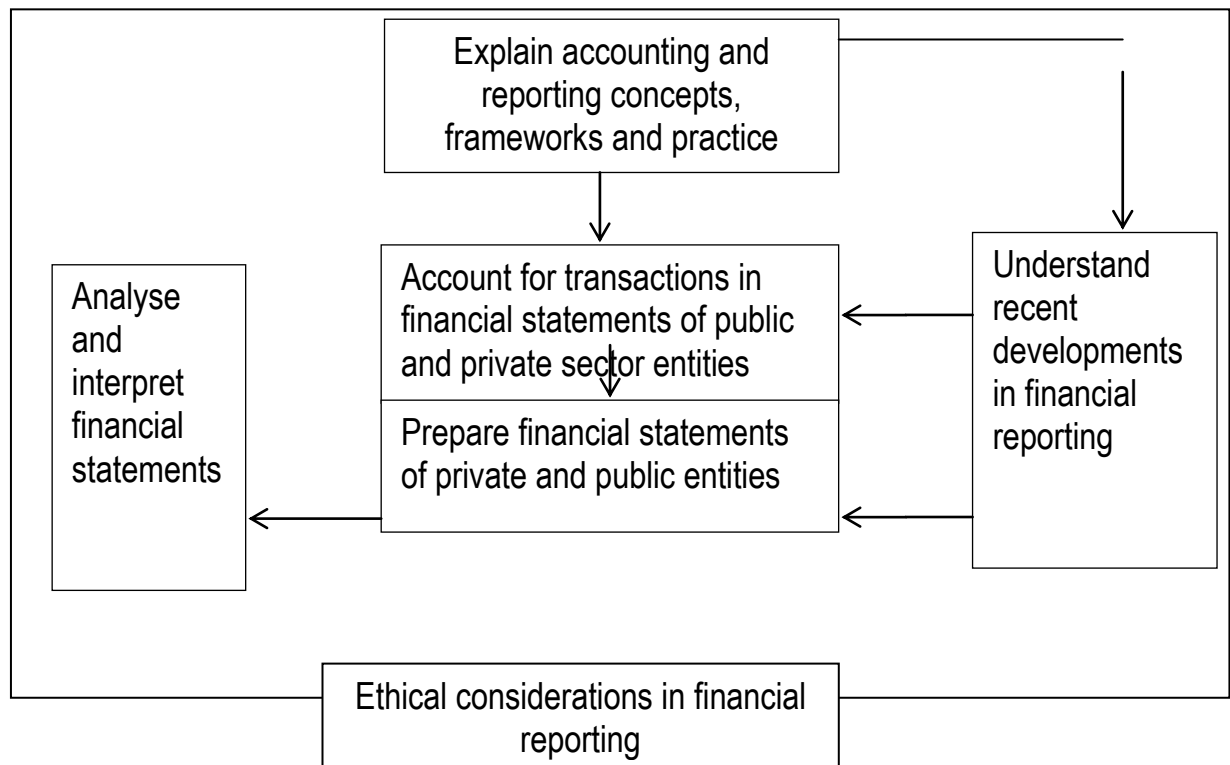 Explain accounting and
reporting concepts,
frameworks and practice
Account for transactions in
financial statements of public
and private sector entities
Prepare financial statements
of private and public entities
Analyse
and
interpret
financial
statements
Understand
recent
developments
in financial
reporting
Ethical considerations in financial
reporting